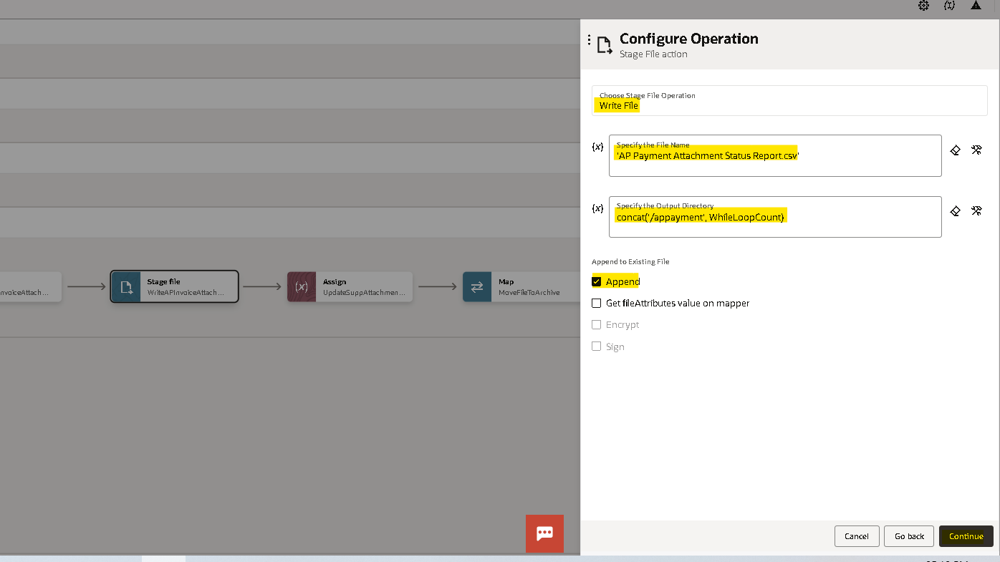 Configure Operation
Stage File action
Choose Stage File Operation
Write File
Specify the File Name
'AP Payment Attachment Status Report.csv'
Specify the Output Directory
concat('/appayment', WhileLoopCount)
Append to Existing File
Append
Get fileAttributes value on mapper
Encrypt
Sign
nvoiceAttach...
Stage file
WriteAPInvoiceAttach...
Assign
UpdateSuppAttachmen...
Map
MoveFileToArchive
Cancel
Go back
Continue